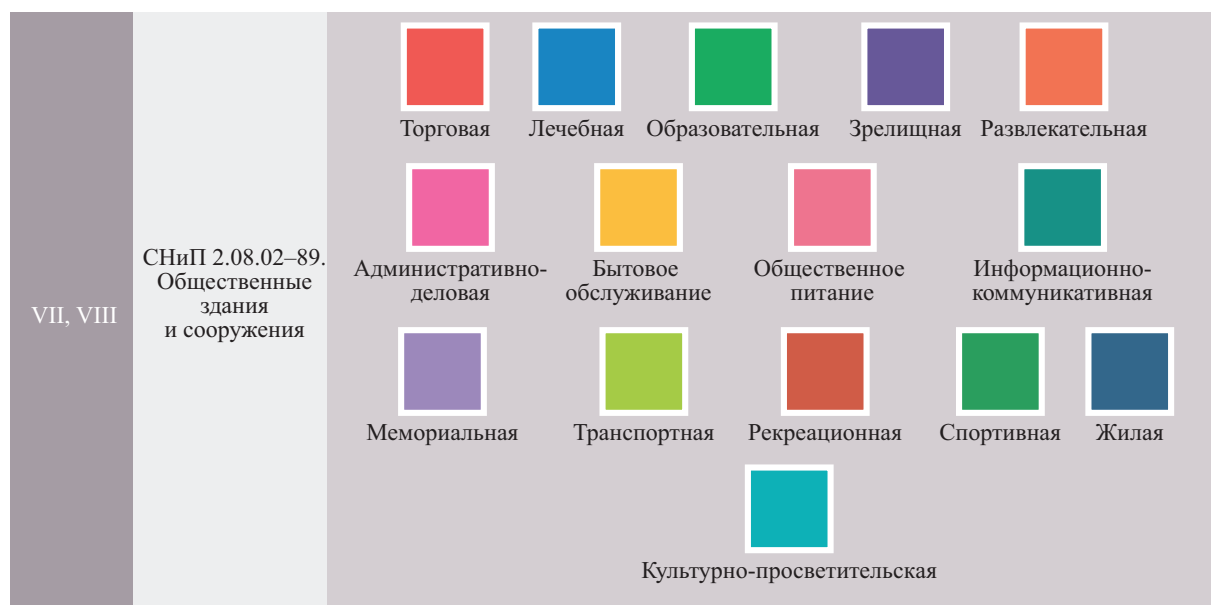 VII, VIII
СНиП 2.08.02–89.
Общественные
здания
и сооружения
Торговая
Лечебная
Образовательная
Зрелищная
Развлекательная
Административно-
деловая
Бытовое
обслуживание
Общественное
питание
Информационно-
коммуникативная
Мемориальная
Транспортная
Рекреационная
Спортивная
Жилая
Культурно-просветительская